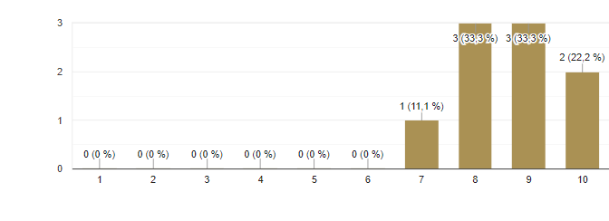 3
3 (33,3 %) 3 (33,3 %)
2 (22,2 %)
2
1 (11,1 %)
1
0 (0 %) 0 (0 %) 0 (0 %) 0 (0 %) 0 (0 %) 0 (0 %)
0
1 2 3 4 5 6 7 8 9 10